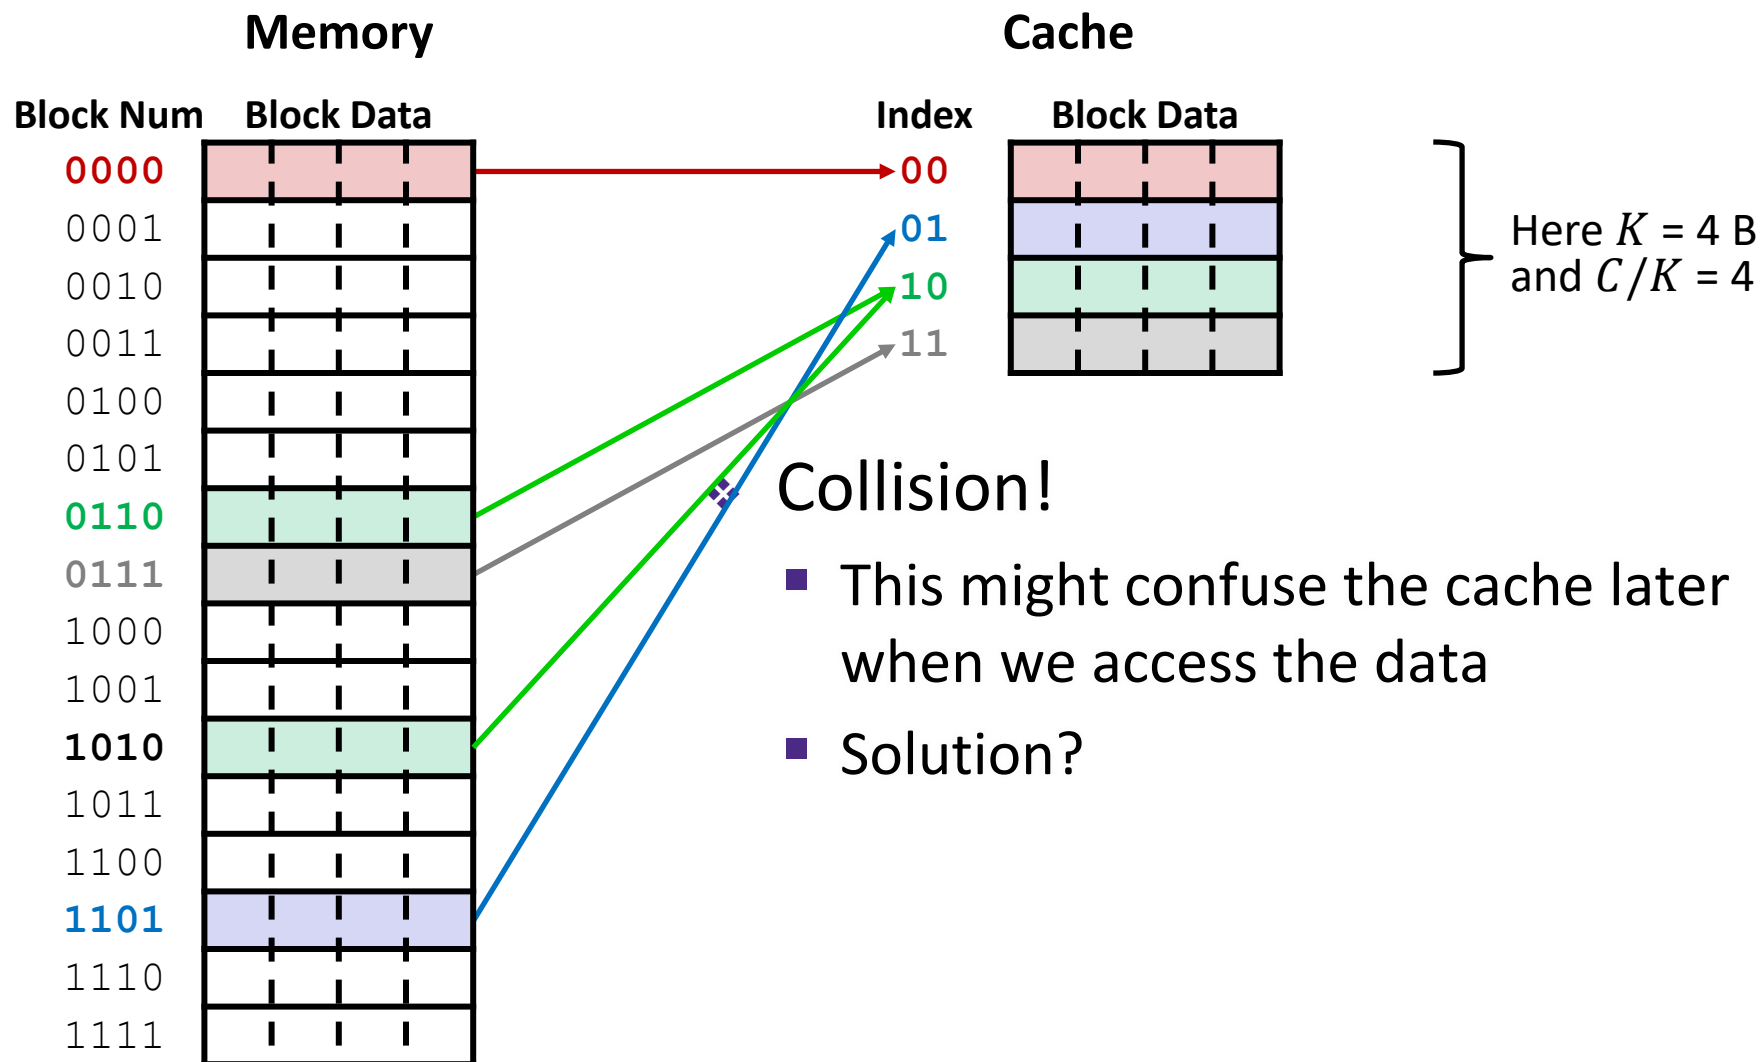 Memory
Cache
Block Num Block Data
Index Block Data
0000
0001
0010
0011
0100
0101
0110
0111
1000
1001
1010
1011
1100
1101
1110
1111
00
01
10
11
Here K = 4 B
and C/K = 4
Collision!
This might confuse the cache later
when we access the data
Solution?